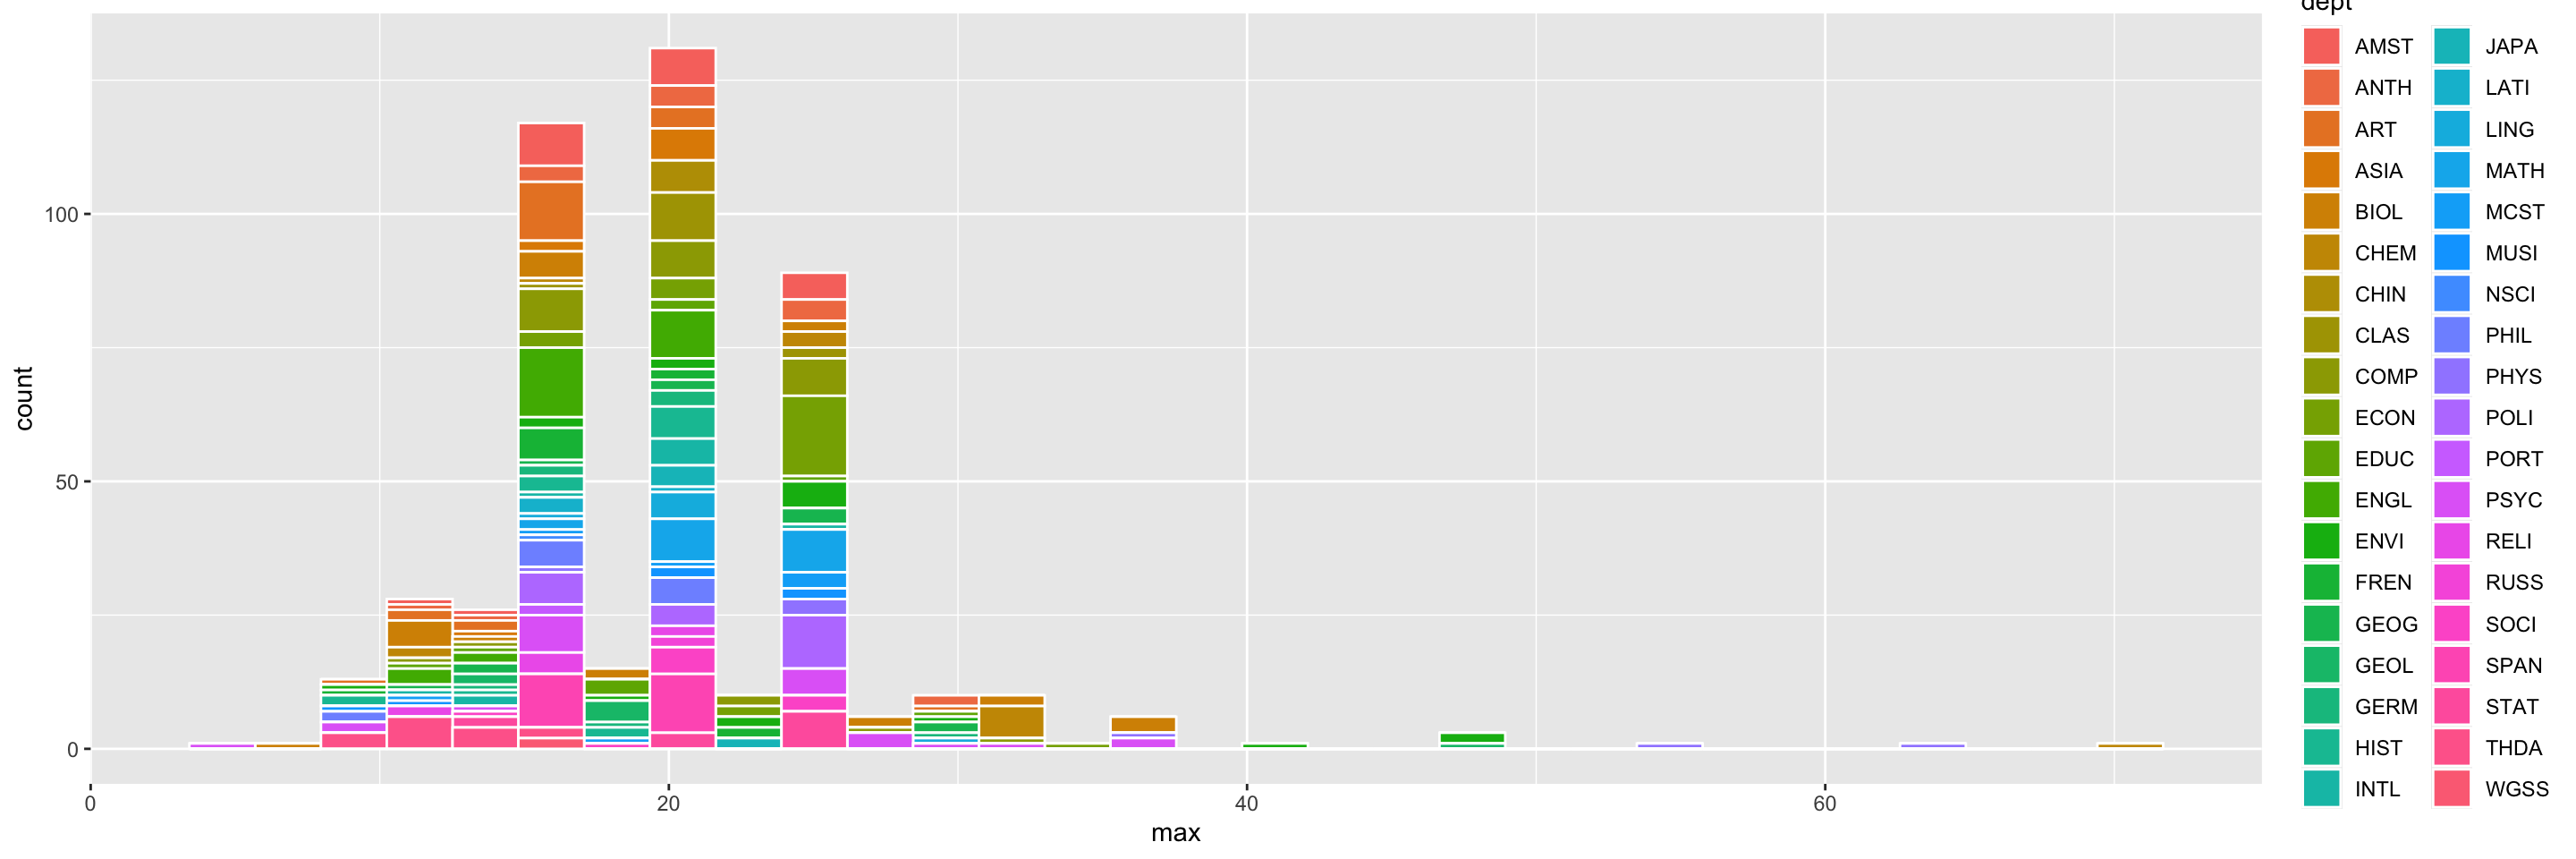 dept
AMST
ANTH
ART
ASIA
BIOL
CHEM
CHIN
CLAS
COMP
ECON
EDUC
ENGL
ENVI
FREN
GEOG
GEOL
GERM
HIST
INTL
JAPA
LATI
LING
MATH
MCST
MUSI
NSCI
PHIL
PHYS
POLI
PORT
PSYC
RELI
RUSS
SOCI
SPAN
STAT
THDA
WGSS
count
100
50
0
0
20
40
60
max